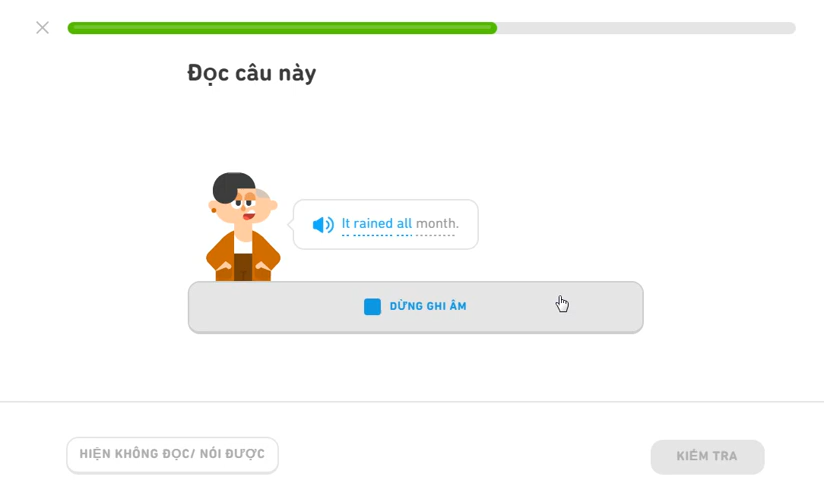 Đọc câu này
It rained all month.
DỪNG GHI ÂM
HIỆN KHÔNG ĐỌC/ NÓI ĐƯỢC
KIỂM TRA